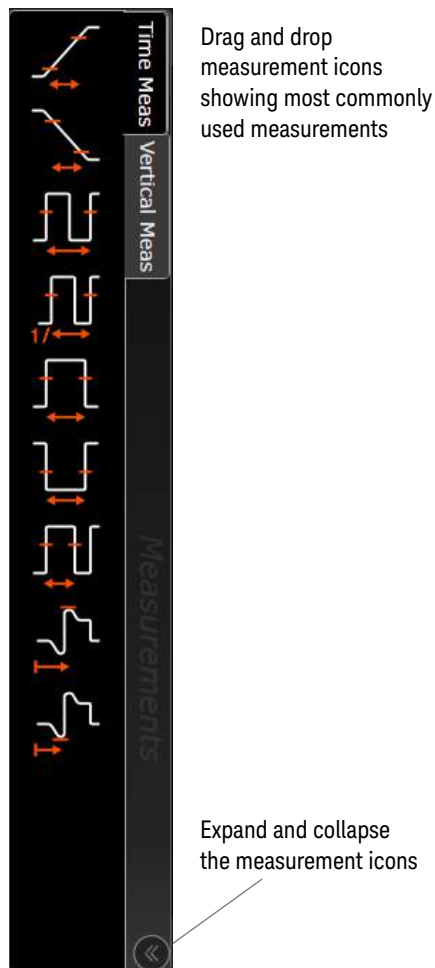 Time Meas
Vertical Meas
Measurements
1/
Drag and drop
measurement icons
showing most commonly
used measurements
Expand and collapse
the measurement icons